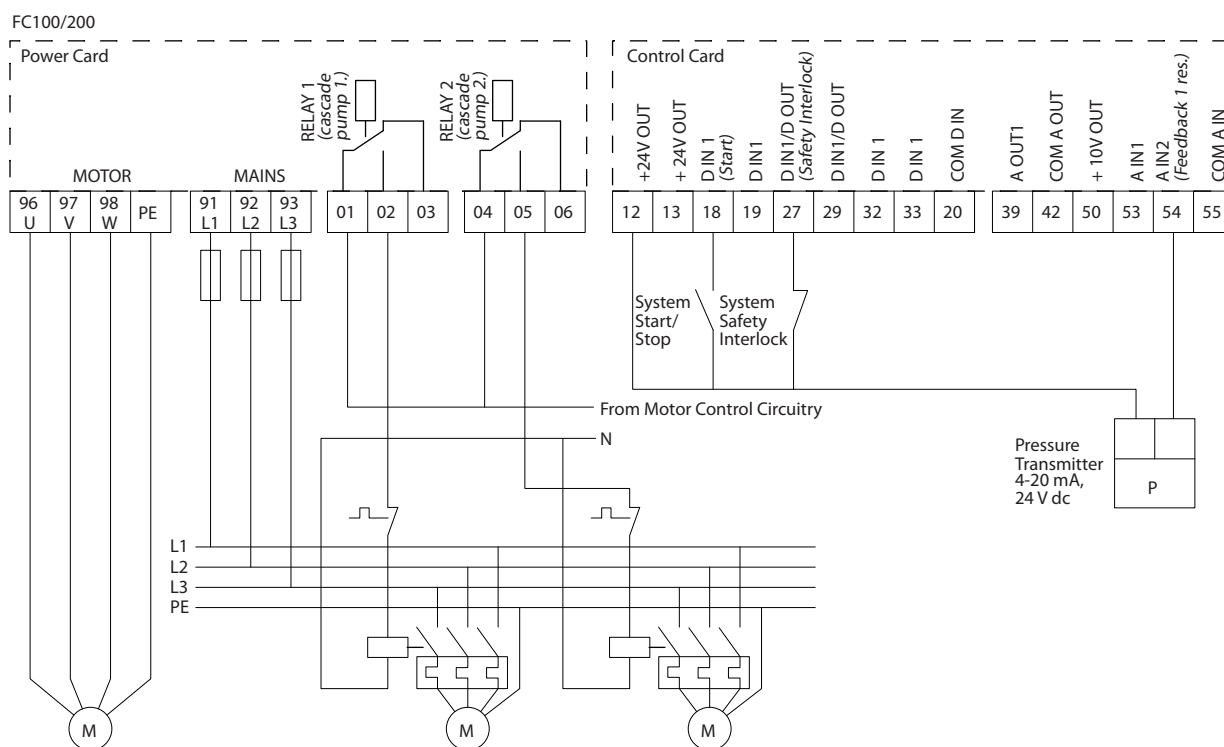 FC100/200
Power Card
Control Card
RELAY 1
(cascade
pump 1.)
RELAY 2
(cascade
pump 2.)
+24V OUT
+ 24V OUT
D IN 1
(Start)
D IN1
DIN1/D OUT
(Safety Interlock)
DIN1/D OUT
D IN 1
D IN 1
COM D IN
A OUT1
COM A OUT
+ 10V OUT
A IN1
A IN2
(Feedback 1 res.)
COM A IN
MOTOR
MAINS
96 97 98 PE 91 92 93 01 02 03 04 05 06 12 13 18 19 27 29 32 33 20 39 42 50 53 54 55
U V W L1 L2 L3
System
Start/
Stop
System
Safety
Interlock
From Motor Control Circuitry
N
Pressure
Transmitter
4-20 mA,
24 V dc
P
L1
L2
L3
PE
M M M